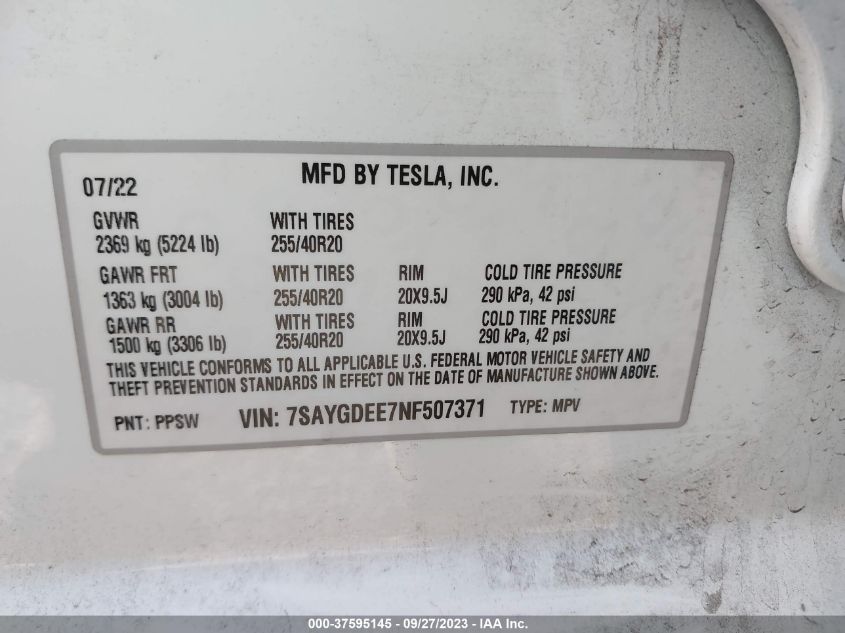 07/22 MFD BY TESLA, INC.
GVWR WITH TIRES
2369 kg (5224 lb) 255/40R20
GAWR FRT WITH TIRES RIM COLD TIRE PRESSURE
1363 kg (3004 lb) 255/40R20 20X9.5J 290 kPa, 42 psi
GAWR RR WITH TIRES RIM COLD TIRE PRESSURE
1500 kg (3306 lb) 255/40R20 20X9.5J 290 kPa, 42 psi
THIS VEHICLE CONFORMS TO ALL APPLICABLE U.S. FEDERAL MOTOR VEHICLE SAFETY AND
THEFT PREVENTION STANDARDS IN EFFECT ON THE DATE OF MANUFACTURE SHOWN ABOVE.
PNT: PPSW VIN: 7SAYGDEE7NF507371 TYPE: MPV
000-37595145 - 09/27/2023 - IAA Inc.